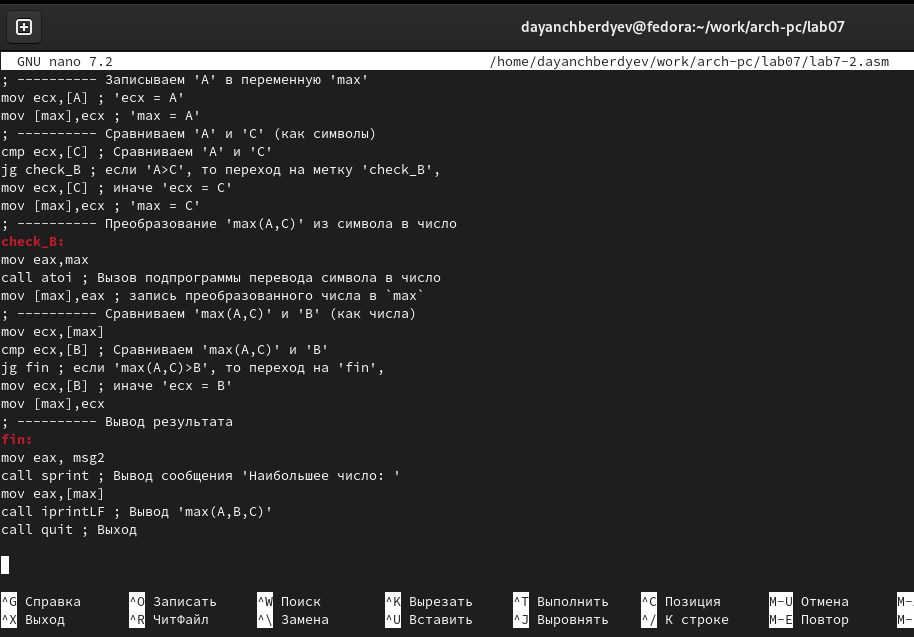 dayanchberdyev@fedora:~/work/arch-pc/lab07
GNU nano 7.2 /home/dayanchberdyev/work/arch-pc/lab07/lab7-2.asm
; ---------- Записываем 'A' в переменную 'max'
mov ecx,[A] ; 'ecx = A'
mov [max],ecx ; 'max = A'
; ---------- Сравниваем 'A' и 'С' (как символы)
cmp ecx,[C] ; Сравниваем 'A' и 'С'
jg check_B ; если 'A>C', то переход на метку 'check_B',
mov ecx,[C] ; иначе 'ecx = C'
mov [max],ecx ; 'max = C'
; ---------- Преобразование 'max(A,C)' из символа в число
check_B:
mov eax,max
call atoi ; Вызов подпрограммы перевода символа в число
mov [max],eax ; запись преобразованного числа в `max`
; ---------- Сравниваем 'max(A,C)' и 'B' (как числа)
mov ecx,[max]
cmp ecx,[B] ; Сравниваем 'max(A,C)' и 'B'
jg fin ; если 'max(A,C)>B', то переход на 'fin',
mov ecx,[B] ; иначе 'ecx = B'
mov [max],ecx
; ---------- Вывод результата
fin:
mov eax, msg2
call sprint ; Вывод сообщения 'Наибольшее число: '
mov eax,[max]
call iprintLF ; Вывод 'max(A,B,C)'
call quit ; Выход
^G Справка ^O Записать ^W Поиск ^K Вырезать ^T Выполнить ^C Позиция M-U Отмена M-
^X Выход ^R ЧитФайл ^\ Замена ^U Вставить ^J Выровнять ^/ К строке M-E Повтор M-